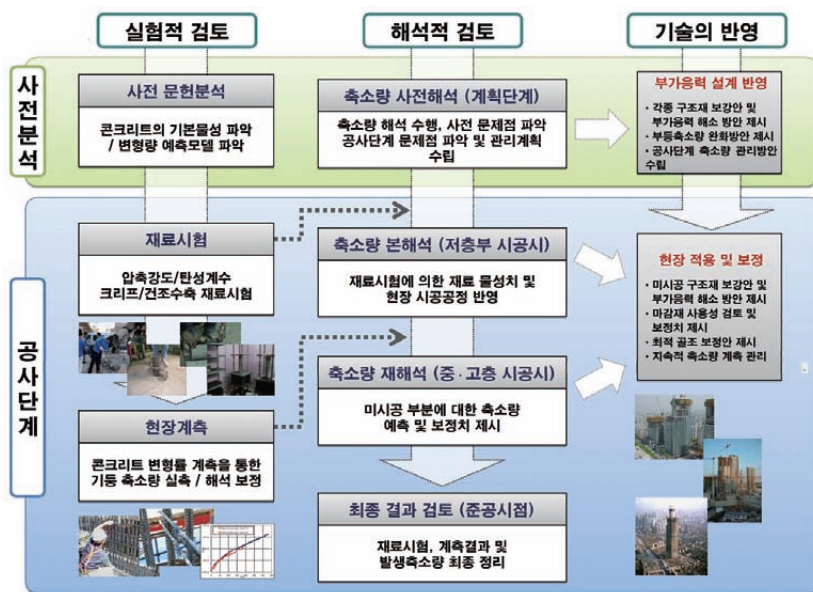 실험적 검토
해석적 검토
기술의 반영
사전분석
사전 문헌분석
콘크리트의 기본물성 파악
/ 변형량 예측모델 파악
축소량 사전해석 (계획단계)
축소량 해석 수행, 사전 문제점 파악
공사단계 문제점 파악 및 관리계획
수립
부가응력 설계 반영
• 각종 구조재 보강안 및
부가응력 해소 방안 제시
• 부등축소량 완화방안 제시
• 공사단계 축소량 관리방안
수립
공사단계
재료시험
압축강도/탄성계수
크리프/건조수축 재료시험
축소량 본해석 (저층부 시공시)
재료시험에 의한 재료 물성치 및
현장 시공공정 반영
현장 적용 및 보정
• 미시공 구조재 보강안 및
부가응력 해소 방안 제시
• 마감재 사용성 검토 및
보정치 제시
• 최적 골조 보정안 제시
• 지속적 축소량 계측 관리
축소량 재해석 (중·고층 시공시)
미시공 부분에 대한 축소량
예측 및 보정치 제시
현장계측
콘크리트 변형률 계측을 통한
기둥 축소량 실측 / 해석 보정
최종 결과 검토 (준공시점)
재료시험, 계측결과 및
발생축소량 최종 정리